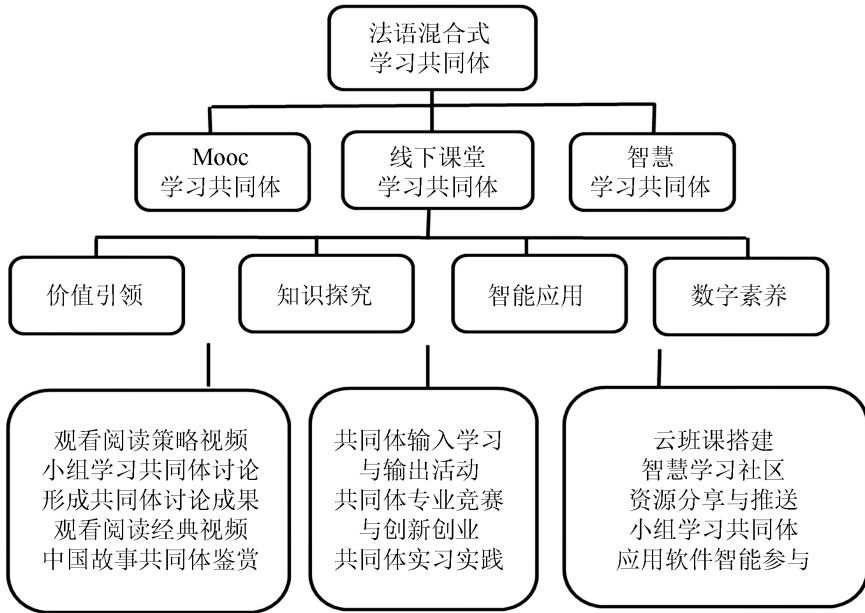 法语混合式
学习共同体
Mooc
学习共同体
线下课堂
学习共同体
智慧
学习共同体
价值引领
知识探究
智能应用
数字素养
观看阅读策略视频
小组学习共同体讨论
形成共同体讨论成果
观看阅读经典视频
中国故事共同体鉴赏
共同体输入学习
与输出活动
共同体专业竞赛
与创新创业
共同体实习实践
云班课搭建
智慧学习社区
资源分享与推送
小组学习共同体
应用软件智能参与